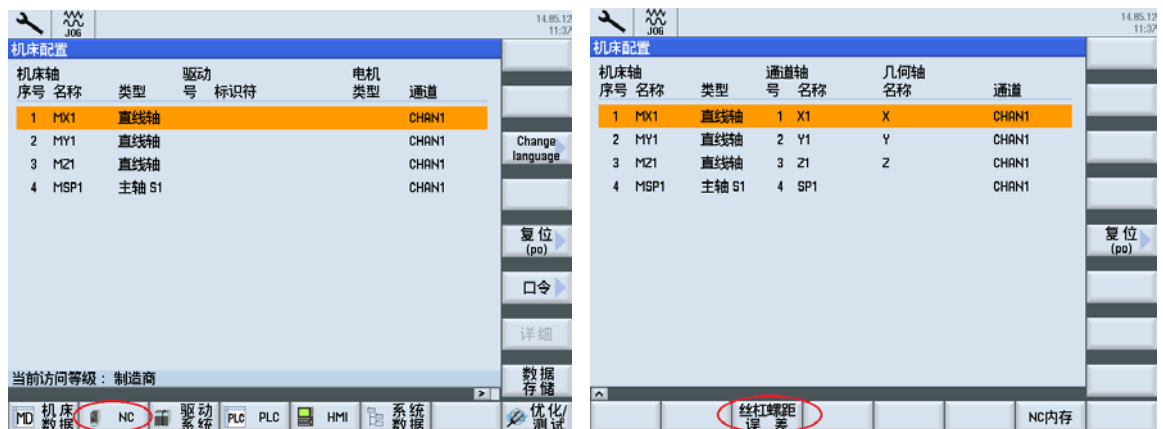 JOG
14.05.12
11:37
机床配置
机床轴 驱动 电机
序号 名称 类型 号 标识符 类型 通道
1 MX1 直线轴 CHAN1
2 MY1 直线轴 CHAN1
3 MZ1 直线轴 CHAN1
4 MSP1 主轴 S1 CHAN1
Change
language
复位
(po)
口令
详细
当前访问等级：制造商
数据
存储
>
MD 机床
数据
NC
驱动
系统
PLC PLC
HMI
系统
数据
优化/
测试
JOG
14.05.12
11:37
机床配置
机床轴 通道轴 几何轴
序号 名称 类型 号 名称 名称 通道
1 MX1 直线轴 1 X1 X CHAN1
2 MY1 直线轴 2 Y1 Y CHAN1
3 MZ1 直线轴 3 Z1 Z CHAN1
4 MSP1 主轴 S1 4 SP1 CHAN1
复位
(po)
^
丝杠螺距
误 差
NC内存